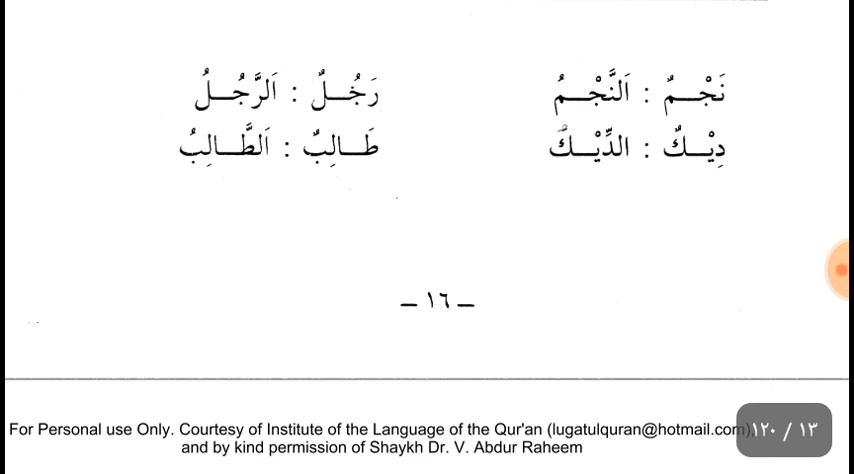 نَجْـمٌ : اَلنَّجْـمُ رَجُـلٌ : اَلرَّجُـلُ
دِيْـكٌ : الدِّيْـكُ طَـالِبٌ : اَلطَّـالِبُ
– ١٦ –
For Personal use Only. Courtesy of Institute of the Language of the Qur'an (lugatulquran@hotmail.com),
and by kind permission of Shaykh Dr. V. Abdur Raheem
١٣ / ١٢٠